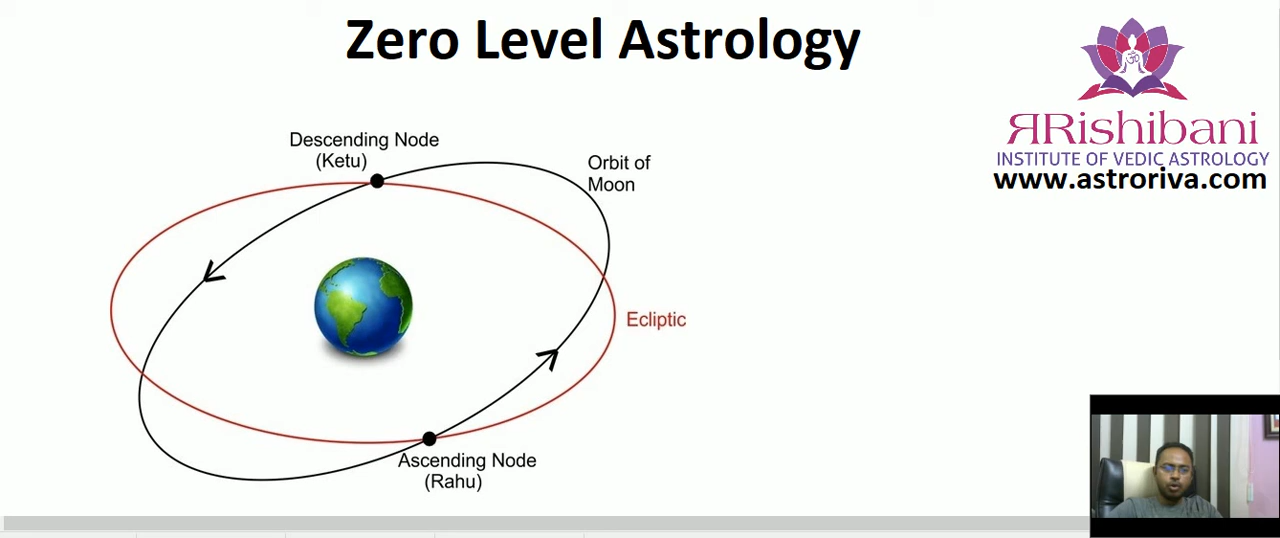 Zero Level Astrology
ЯRishibani
INSTITUTE OF VEDIC ASTROLOGY
www.astroriva.com
Descending Node
(Ketu)
Orbit of
Moon
Ecliptic
Ascending Node
(Rahu)
ॐ